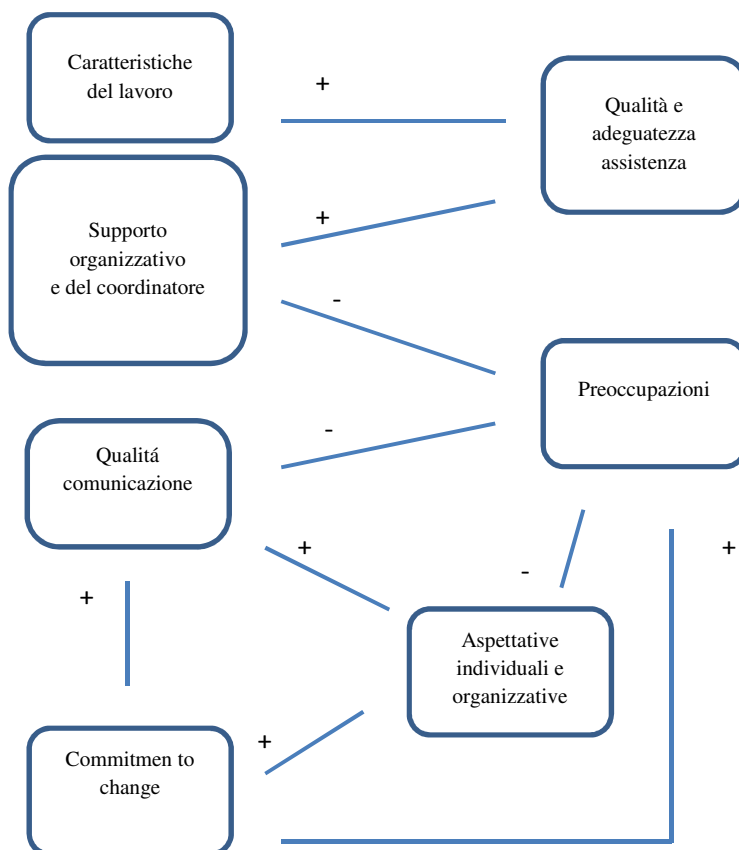 Caratteristiche
del lavoro
+
Qualità e
adeguatezza
assistenza
+
Supporto
organizzativo
e del coordinatore
-
Preoccupazioni
-
Qualitá
comunicazione
+
+
-
+
Aspettative
individuali e
organizzative
+
Commitmen to
change